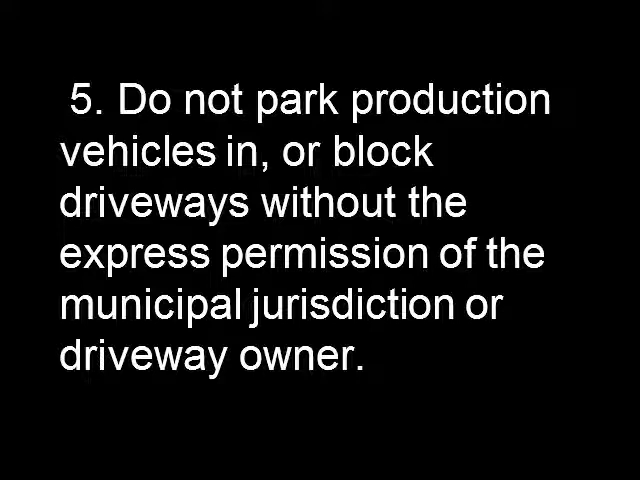 5. Do not park production
vehicles in, or block
driveways without the
express permission of the
municipal jurisdiction or
driveway owner.